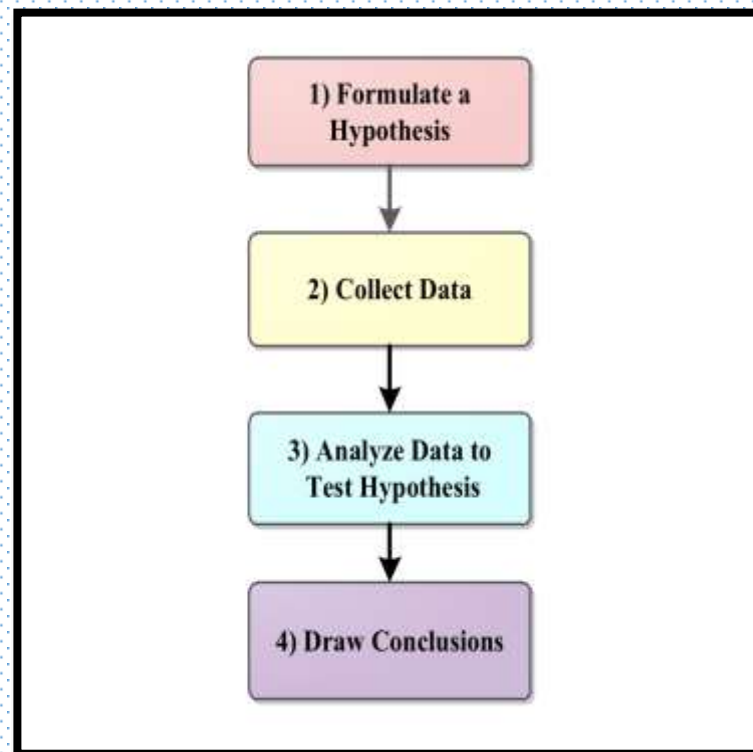 1) Formulate a
Hypothesis
2) Collect Data
3) Analyze Data to
Test Hypothesis
4) Draw Conclusions